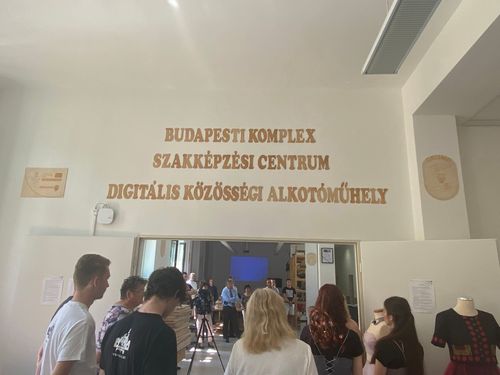 BUDAPESTI KOMPLEX
SZAKKÉPZÉSI CENTRUM
DIGITÁLIS KÖZÖSSÉGI ALKOTÓMŰHELY